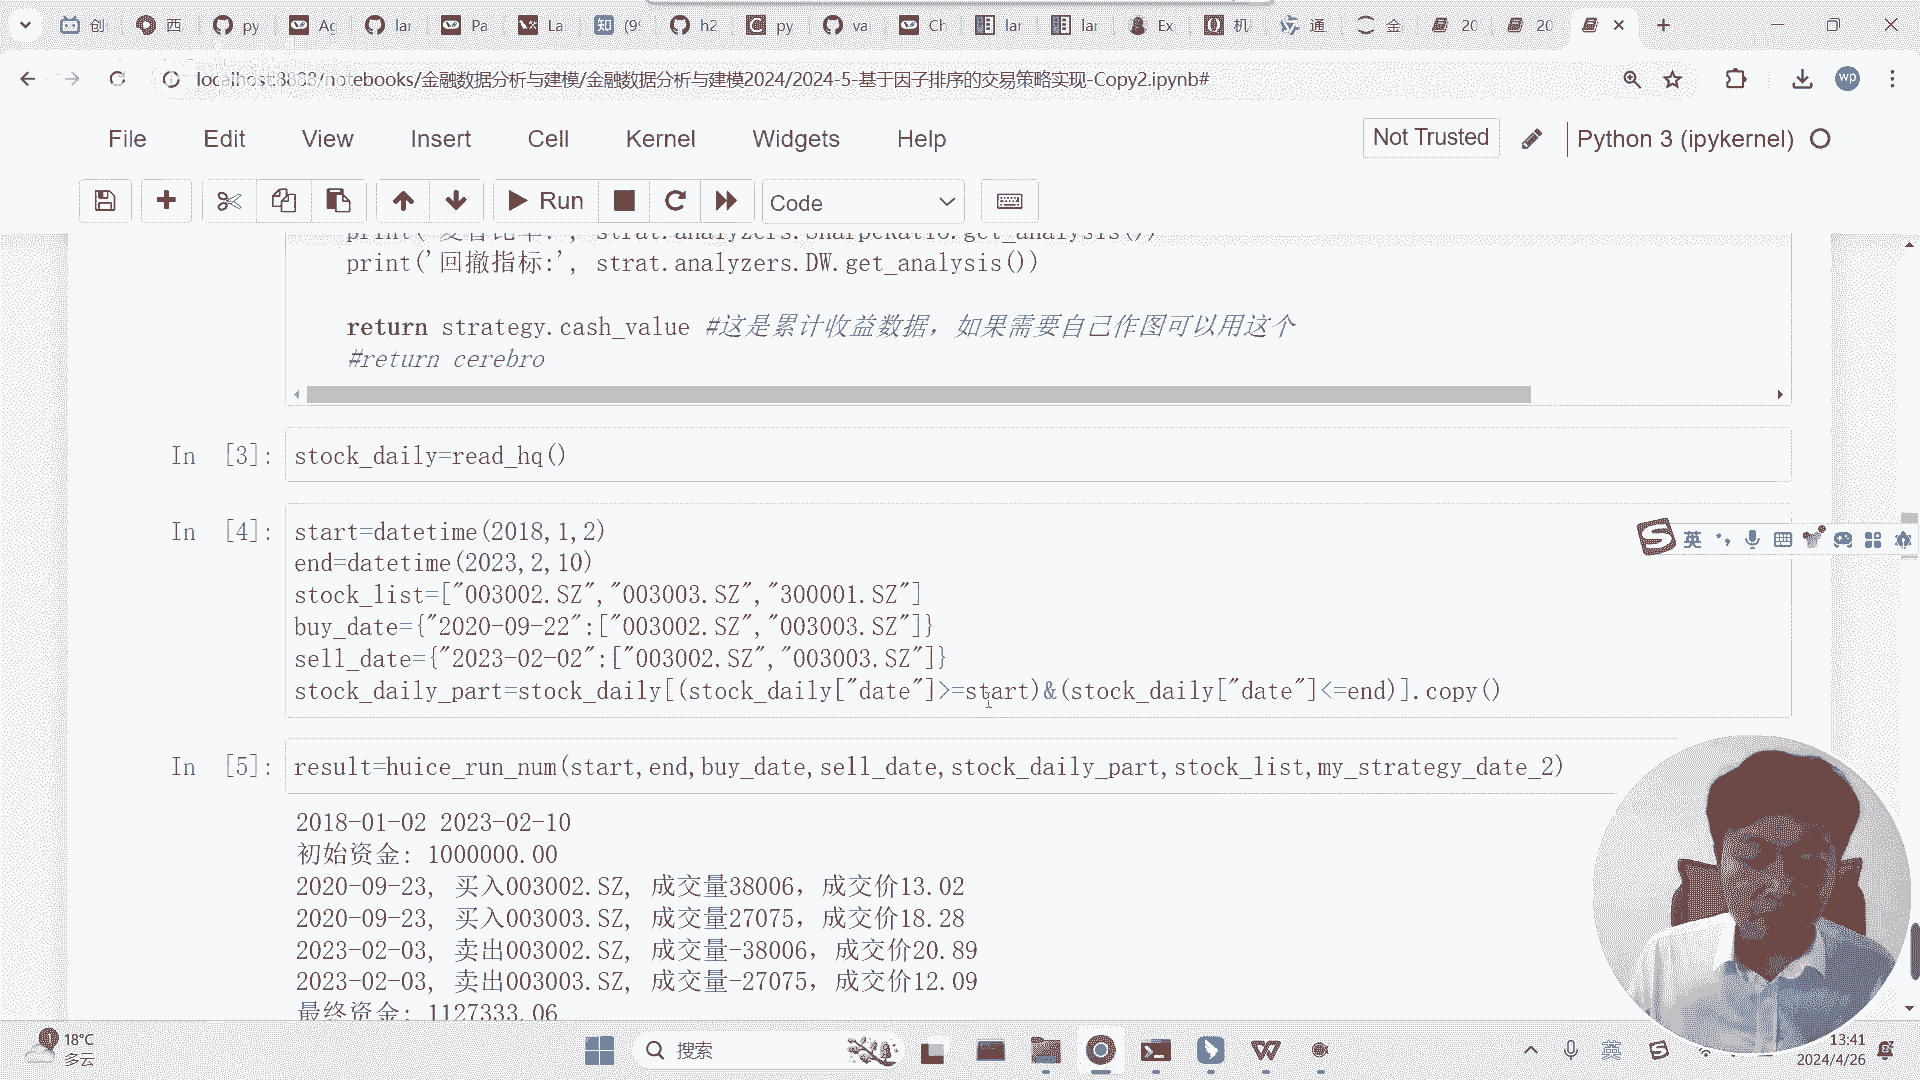 创 西 py Ag lar Pa La (9 h2 py va Ch lar lar Ex 机 通 金 20 20
localhost:8888/notebooks/金融数据分析与建模/金融数据分析与建模2024/2024-5-基于因子排序的交易策略实现-Copy2.ipynb#
wp
File Edit View Insert Cell Kernel Widgets Help
Not Trusted
Python 3 (ipykernel)
Run
Code
print('夏普比率:', strat.analyzers.SharpeRatio.get_analysis())
print('回撤指标:', strat.analyzers.DW.get_analysis())
return strategy.cash_value #这是累计收益数据，如果需要自己作图可以用这个
#return cerebro
In [3]: stock_daily=read_hq()
In [4]: start=datetime(2018,1,2)
end=datetime(2023,2,10)
stock_list=["003002.SZ","003003.SZ","300001.SZ"]
buy_date={"2020-09-22":["003002.SZ","003003.SZ"]}
sell_date={"2023-02-02":["003002.SZ","003003.SZ"]}
stock_daily_part=stock_daily[(stock_daily["date"]>=start)&(stock_daily["date"]<=end)].copy()
英
In [5]: result=huice_run_num(start,end,buy_date,sell_date,stock_daily_part,stock_list,my_strategy_date_2)
2018-01-02 2023-02-10
初始资金: 1000000.00
2020-09-23, 买入003002.SZ, 成交量38006，成交价13.02
2020-09-23, 买入003003.SZ, 成交量27075，成交价18.28
2023-02-03, 卖出003002.SZ, 成交量-38006，成交价20.89
2023-02-03, 卖出003003.SZ, 成交量-27075，成交价12.09
最终资金: 1127333.06
18°C
多云
搜索
英
13:41
2024/4/26